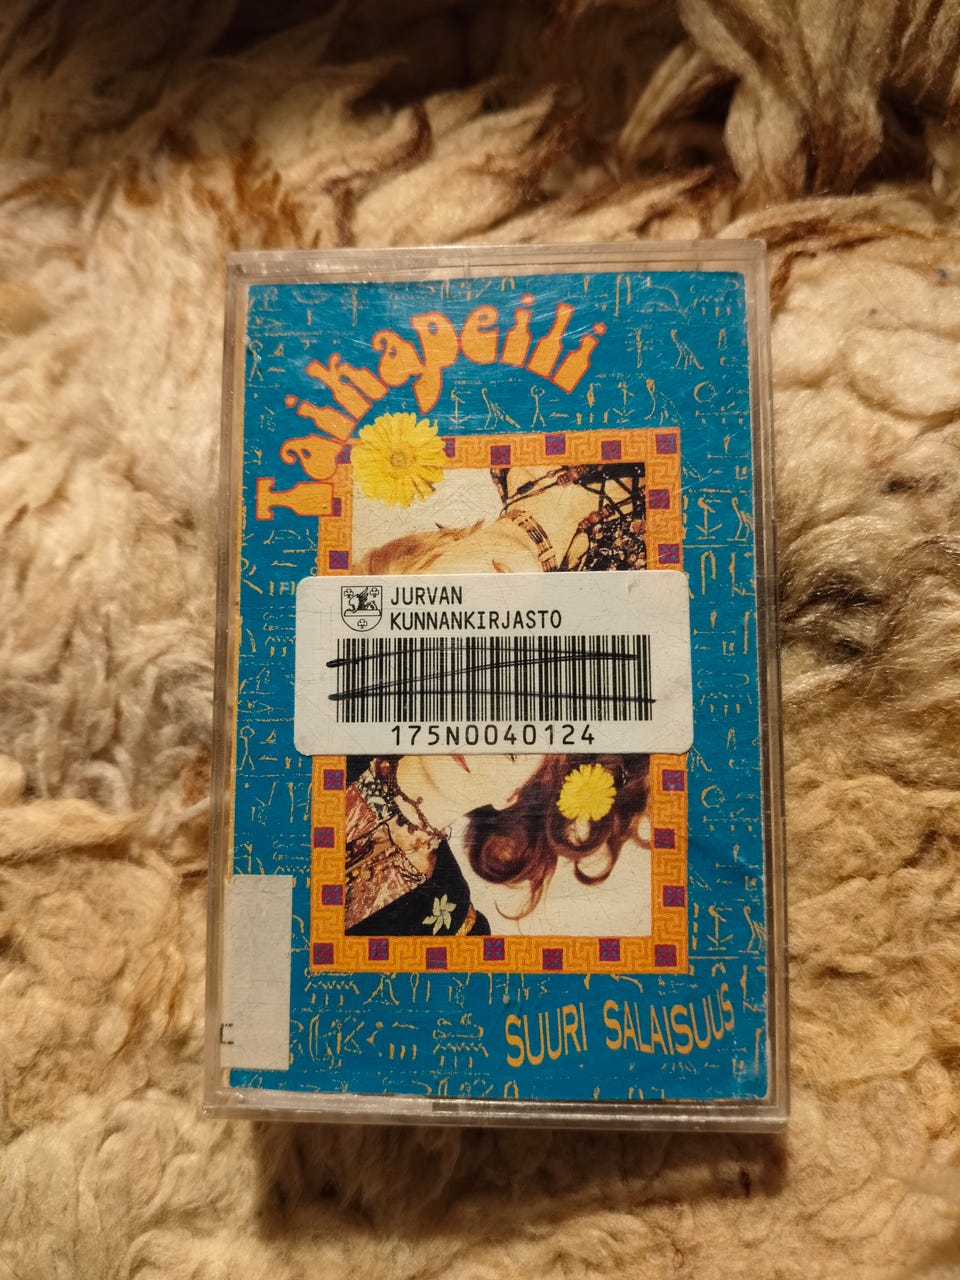 Taikapeili
JURVAN
KUNNANKIRJASTO
175N0040124
SUURI SALAISUUS